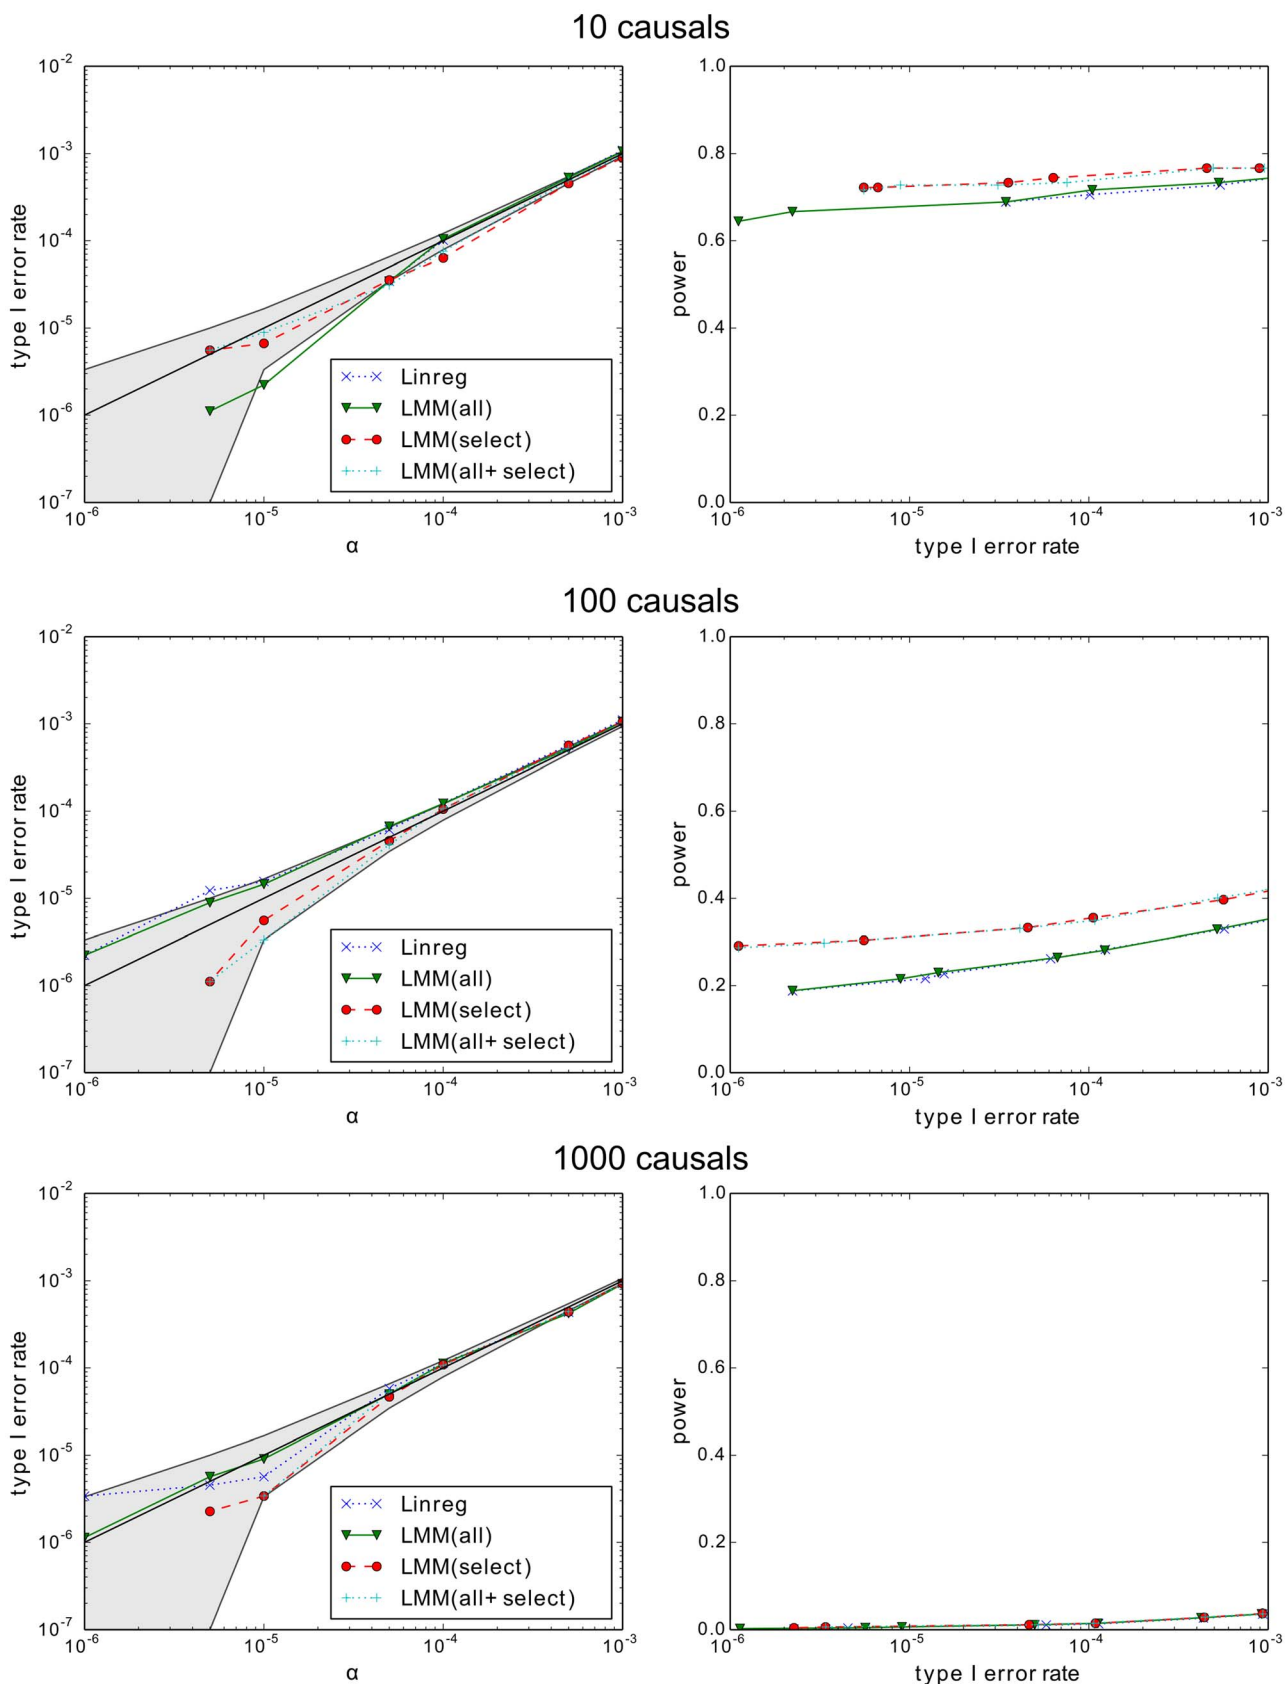 10 causals
10-2
10-3
10-4
10-5
10-6
10-7
type I error rate
10-6
10-5
10-4
10-3
α
Linreg
LMM(all)
LMM(select)
LMM(all+select)
1.0
0.8
0.6
0.4
0.2
0.0
power
10-6
10-5
10-4
10-3
type I error rate
100 causals
10-2
10-3
10-4
10-5
10-6
10-7
type I error rate
10-6
10-5
10-4
10-3
α
Linreg
LMM(all)
LMM(select)
LMM(all+select)
1.0
0.8
0.6
0.4
0.2
0.0
power
10-6
10-5
10-4
10-3
type I error rate
1000 causals
10-2
10-3
10-4
10-5
10-6
10-7
type I error rate
10-6
10-5
10-4
10-3
α
Linreg
LMM(all)
LMM(select)
LMM(all+select)
1.0
0.8
0.6
0.4
0.2
0.0
power
10-6
10-5
10-4
10-3
type I error rate